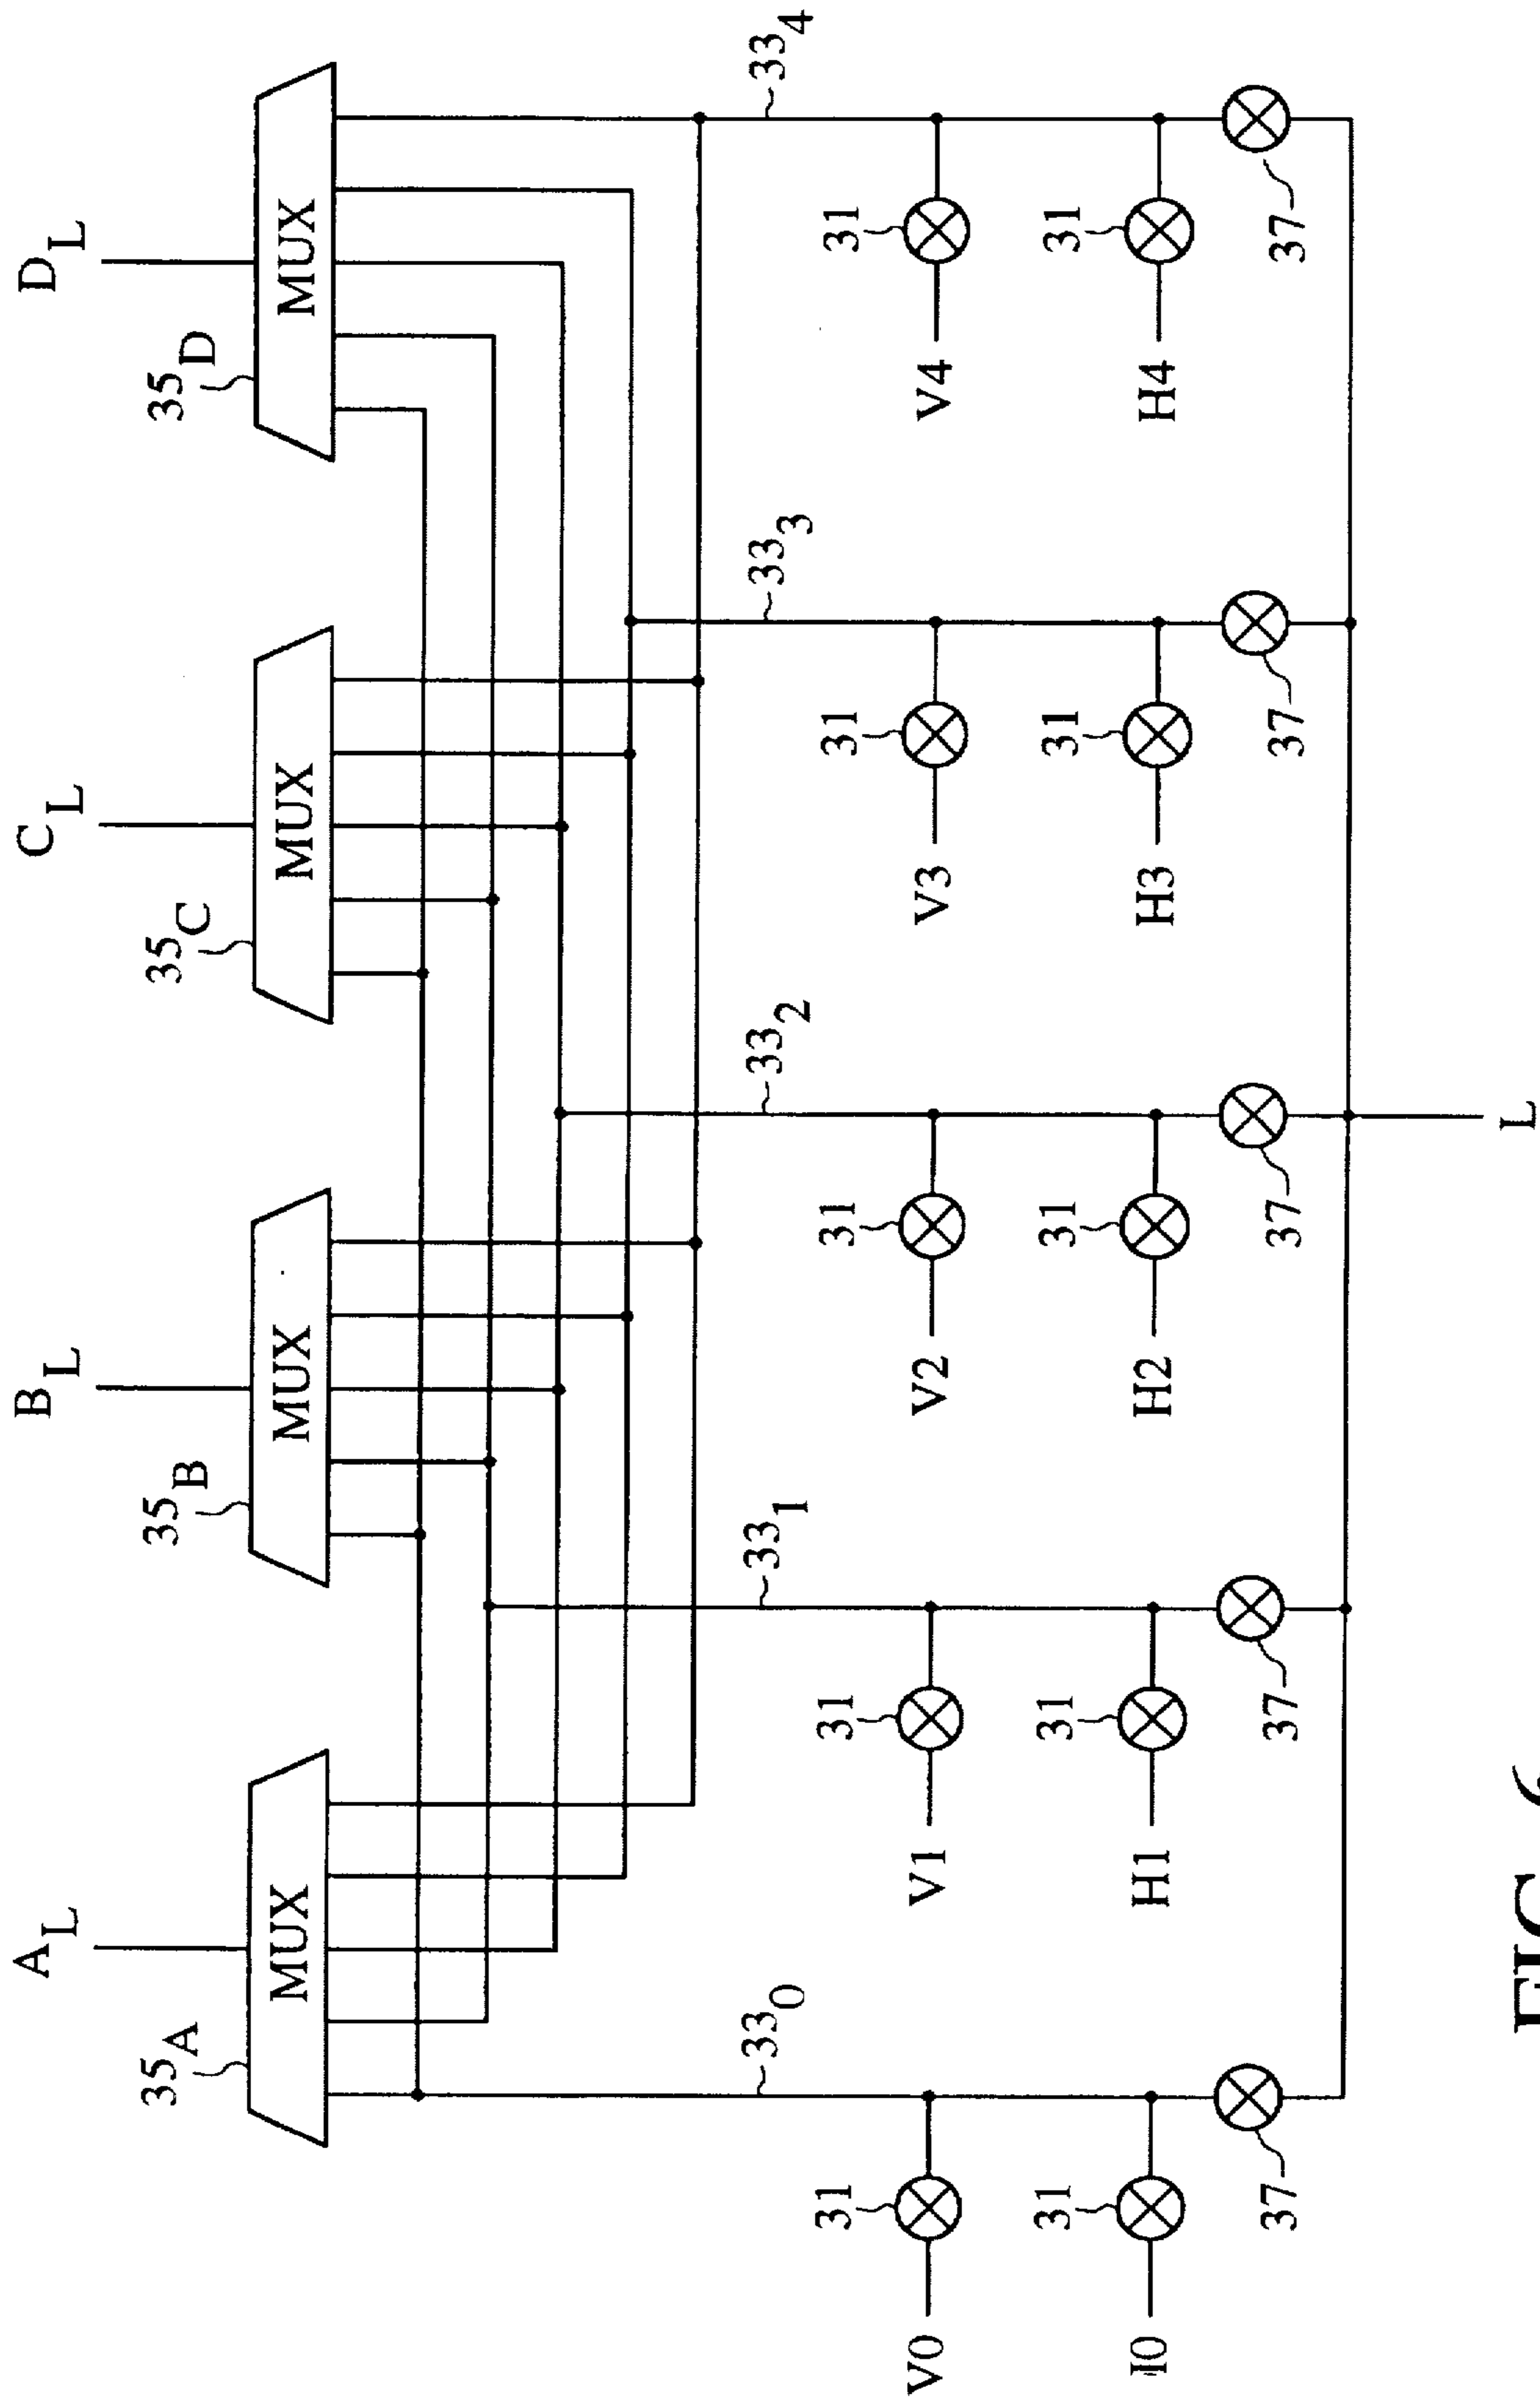 A_L B_L C_L D_L
35_A 35_B 35_C 35_D
MUX MUX MUX MUX
33_0 33_1 33_2 33_3 33_4
31 31 31 31 31
V0 V1 V2 V3 V4
31 31 31 31 31
I0 H1 H2 H3 H4
37 37 37 37 37
L
FIG. 6